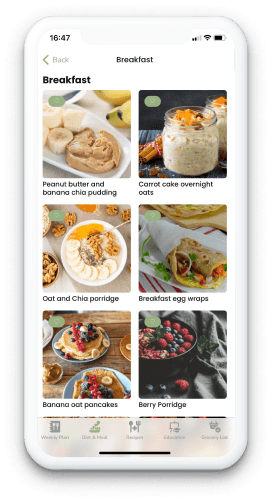 16:47
Back
Breakfast
Breakfast
Peanut butter and
banana chia pudding
Carrot cake overnight
oats
Oat and Chia porridge
Breakfast egg wraps
Banana oat pancakes
Berry Porridge
Weekly Plan
Diet & Meal
Recipes
Education
Grocery List